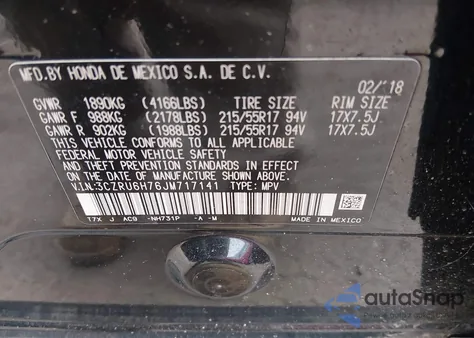 MFD.BY HONDA DE MEXICO S.A. DE C.V. 02/'18
GVWR 1890KG (4166LBS) TIRE SIZE RIM SIZE
GAWR F 988KG (2178LBS) 215/55R17 94V 17X7.5J
GAWR R 902KG (1988LBS) 215/55R17 94V 17X7.5J
THIS VEHICLE CONFORMS TO ALL APPLICABLE
FEDERAL MOTOR VEHICLE SAFETY, BUMPER,
AND THEFT PREVENTION STANDARDS IN EFFECT
ON THE DATE OF MANUFACTURE SHOWN ABOVE.
V.I.N:3CZRU6H76JM717141 TYPE: MPV
T7X J AC9 -NH731P -A -M MADE IN MEXICO
autoSnap